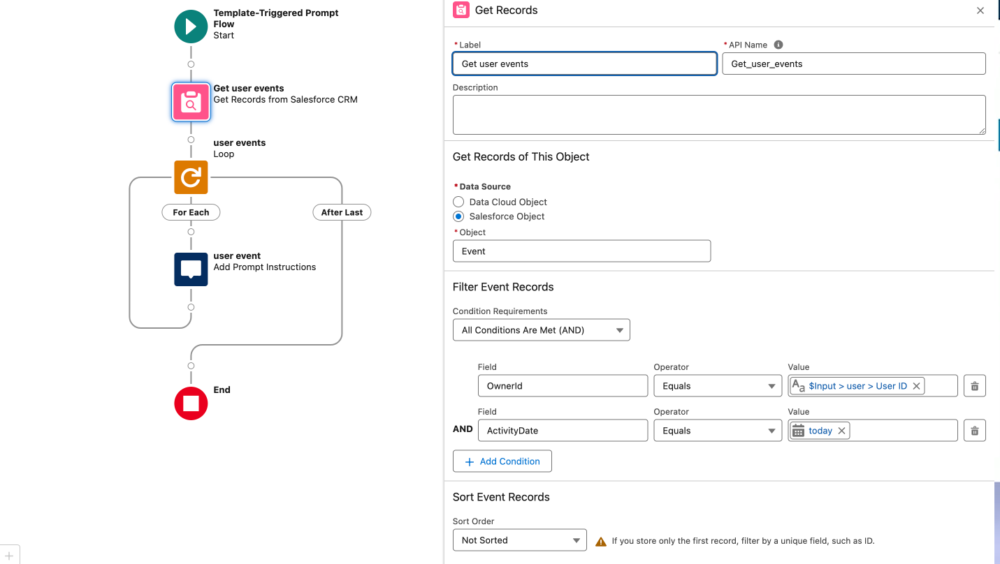 Template-Triggered Prompt
Flow
Start
Get user events
Get Records from Salesforce CRM
user events
Loop
For Each
After Last
user event
Add Prompt Instructions
End
Get Records
* Label
* API Name
Get user events
Get_user_events
Description
Get Records of This Object
* Data Source
Data Cloud Object
Salesforce Object
* Object
Event
Filter Event Records
Condition Requirements
All Conditions Are Met (AND)
Field Operator Value
OwnerId Equals Aa $Input > user > User ID
Field Operator Value
AND ActivityDate Equals today
+ Add Condition
Sort Event Records
Sort Order
Not Sorted
If you store only the first record, filter by a unique field, such as ID.